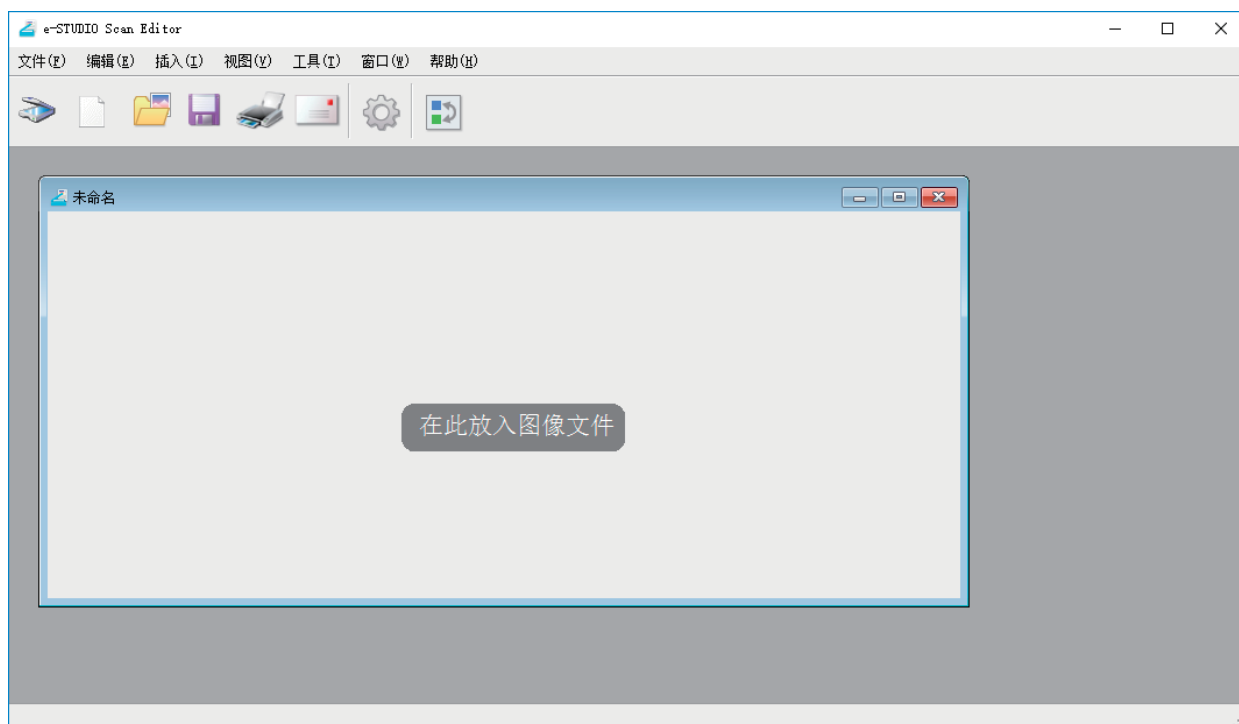 e-STUDIO Scan Editor
文件(F) 编辑(E) 插入(I) 视图(V) 工具(T) 窗口(W) 帮助(H)
未命名
在此放入图像文件